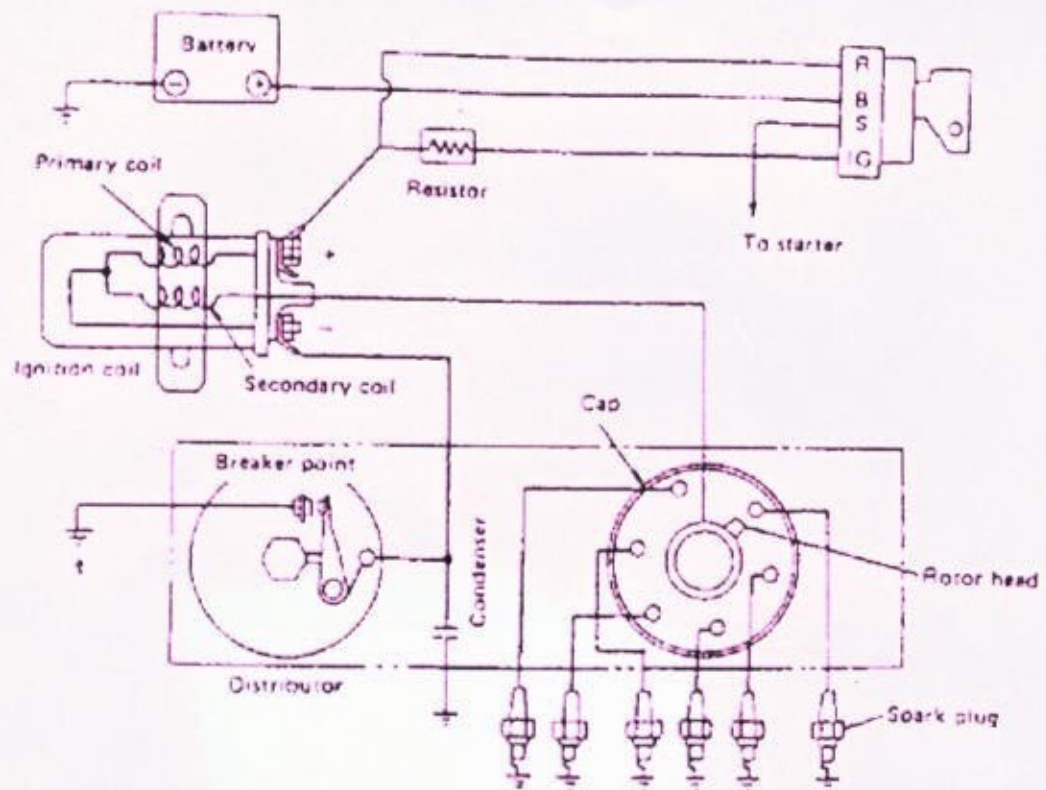 Battery
− +
R
B
S
IG
Primary coil
Resistor
To starter
+
−
Ignition coil
Secondary coil
Cap
Breaker point
Condenser
Rotor head
Distributor
Spark plug